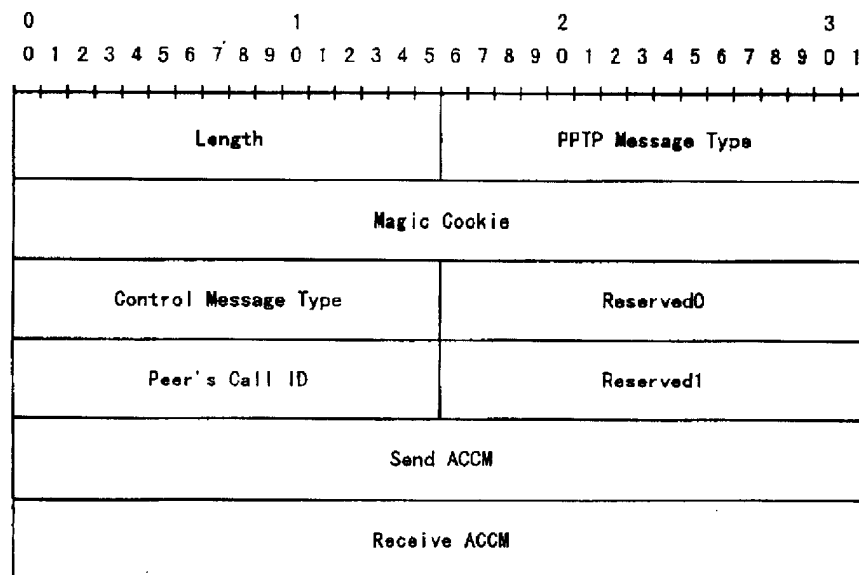 0 1 2 3
0 1 2 3 4 5 6 7 8 9 0 1 2 3 4 5 6 7 8 9 0 1 2 3 4 5 6 7 8 9 0 1
Length PPTP Message Type
Magic Cookie
Control Message Type Reserved0
Peer's Call ID Reserved1
Send ACCM
Receive ACCM